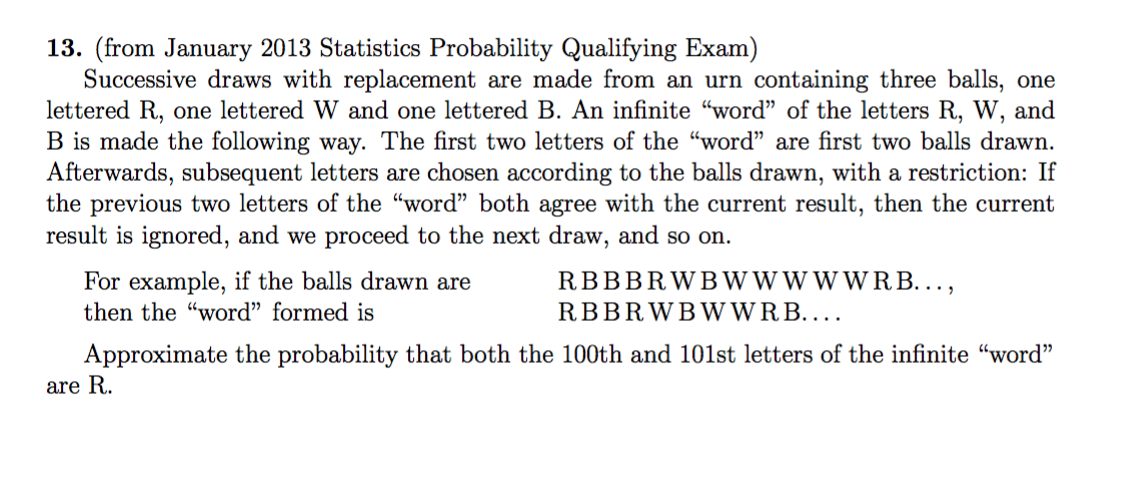 13. (from January 2013 Statistics Probability Qualifying Exam)
Successive draws with replacement are made from an urn containing three balls, one
lettered R, one lettered W and one lettered B. An infinite “word” of the letters R, W, and
B is made the following way. The first two letters of the “word” are first two balls drawn.
Afterwards, subsequent letters are chosen according to the balls drawn, with a restriction: If
the previous two letters of the “word” both agree with the current result, then the current
result is ignored, and we proceed to the next draw, and so on.
For example, if the balls drawn are R B B B R W B W W W W W R B. . . ,
then the “word” formed is R B B R W B W W R B. . . .
Approximate the probability that both the 100th and 101st letters of the infinite “word”
are R.